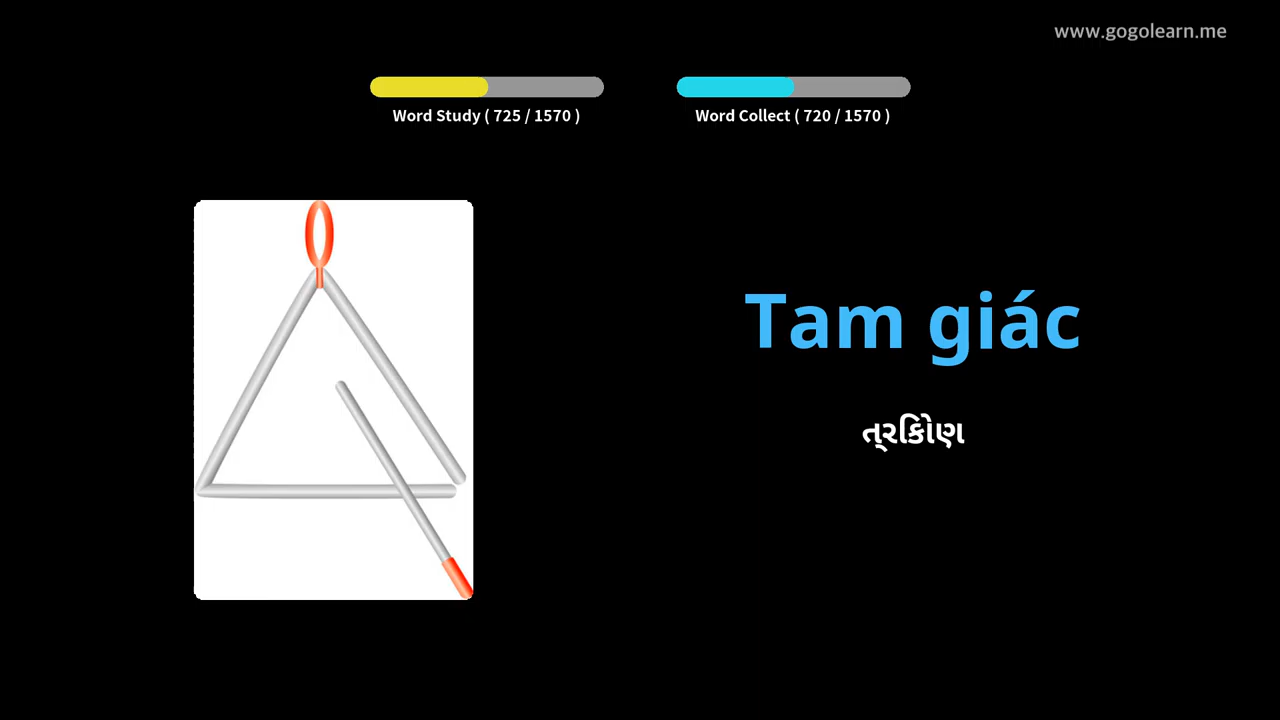 www.gogolearn.me
Word Study ( 725 / 1570 )
Word Collect ( 720 / 1570 )
Tam giác
ત્રિકોણ